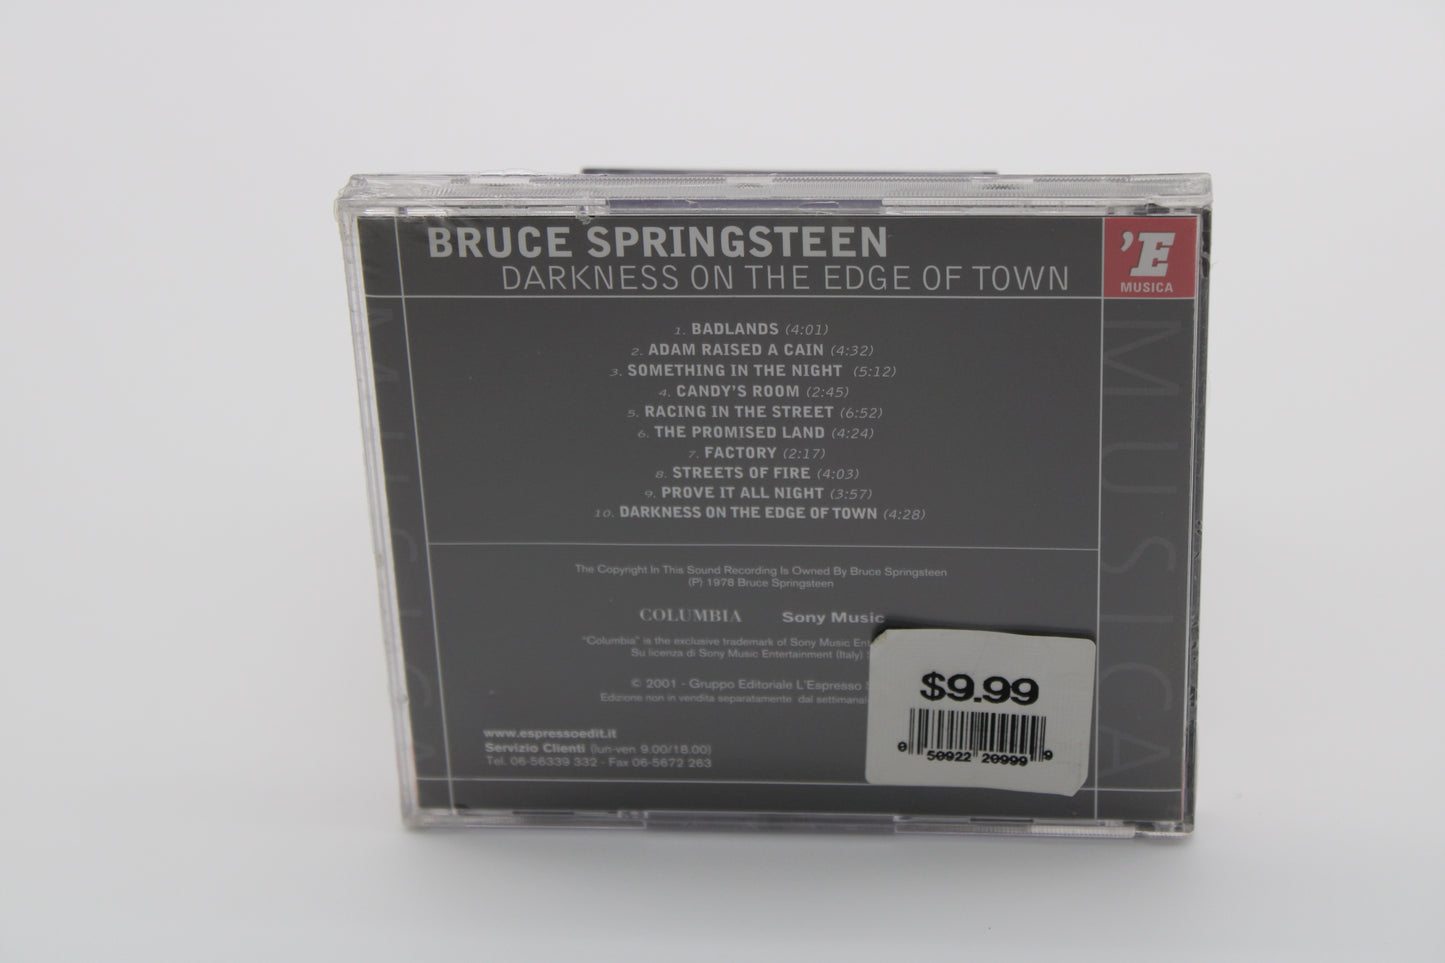 BRUCE SPRINGSTEEN
DARKNESS ON THE EDGE OF TOWN
'E
MUSICA
1. BADLANDS (4:01)
2. ADAM RAISED A CAIN (4:32)
3. SOMETHING IN THE NIGHT (5:12)
4. CANDY'S ROOM (2:45)
5. RACING IN THE STREET (6:52)
6. THE PROMISED LAND (4:24)
7. FACTORY (2:17)
8. STREETS OF FIRE (4:03)
9. PROVE IT ALL NIGHT (3:57)
10. DARKNESS ON THE EDGE OF TOWN (4:28)
The Copyright In This Sound Recording Is Owned By Bruce Springsteen
(P) 1978 Bruce Springsteen
COLUMBIA Sony Music
"Columbia" is the exclusive trademark of Sony Music
Su licenza di Sony Music Entertainment (Italy)
© 2001 - Gruppo Editoriale L'Espresso
Edizione non in vendita separatamente dal
www.espressoedit.it
Servizio Clienti (lun-ven 9.00/18.00)
Tel. 06-56339 332 - Fax 06-5672 263
$9.99
0 50922 20999 9
MUSICA
MUSICA